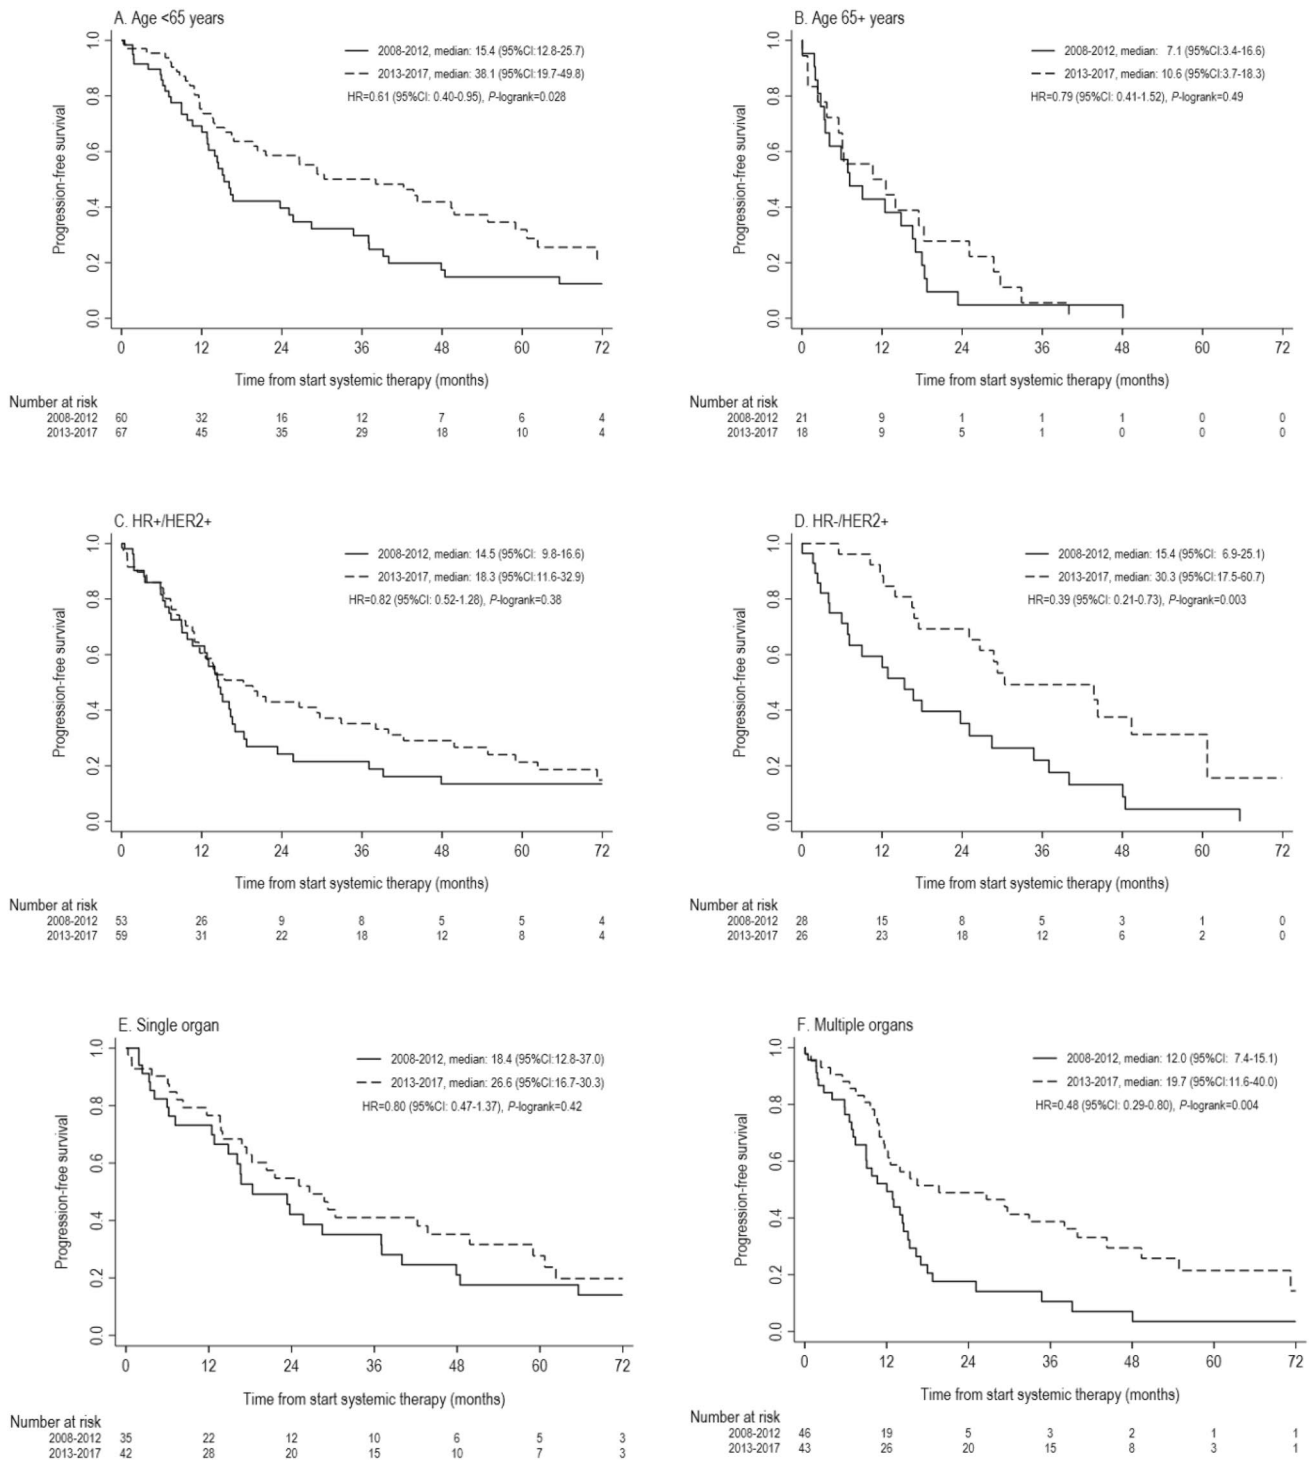 A. Age <65 years
2008-2012, median: 15.4 (95%CI:12.8-25.7)
2013-2017, median: 38.1 (95%CI:19.7-49.8)
HR=0.61 (95%CI: 0.40-0.95), P-logrank=0.028
Progression-free survival
1.0
0.8
0.6
0.4
0.2
0.0
0 12 24 36 48 60 72
Time from start systemic therapy (months)
Number at risk
2008-2012 60 32 16 12 7 6 4
2013-2017 67 45 35 29 18 10 4
B. Age 65+ years
2008-2012, median: 7.1 (95%CI:3.4-16.6)
2013-2017, median: 10.6 (95%CI:3.7-18.3)
HR=0.79 (95%CI: 0.41-1.52), P-logrank=0.49
Progression-free survival
1.0
0.8
0.6
0.4
0.2
0.0
0 12 24 36 48 60 72
Time from start systemic therapy (months)
Number at risk
2008-2012 21 9 1 1 1 0 0
2013-2017 18 9 5 1 0 0 0
C. HR+/HER2+
2008-2012, median: 14.5 (95%CI: 9.8-16.6)
2013-2017, median: 18.3 (95%CI:11.6-32.9)
HR=0.82 (95%CI: 0.52-1.28), P-logrank=0.38
Progression-free survival
1.0
0.8
0.6
0.4
0.2
0.0
0 12 24 36 48 60 72
Time from start systemic therapy (months)
Number at risk
2008-2012 53 26 9 8 5 5 4
2013-2017 59 31 22 18 12 8 4
D. HR-/HER2+
2008-2012, median: 15.4 (95%CI: 6.9-25.1)
2013-2017, median: 30.3 (95%CI:17.5-60.7)
HR=0.39 (95%CI: 0.21-0.73), P-logrank=0.003
Progression-free survival
1.0
0.8
0.6
0.4
0.2
0.0
0 12 24 36 48 60 72
Time from start systemic therapy (months)
Number at risk
2008-2012 28 15 8 5 3 1 0
2013-2017 26 23 18 12 6 2 0
E. Single organ
2008-2012, median: 18.4 (95%CI:12.8-37.0)
2013-2017, median: 26.6 (95%CI:16.7-30.3)
HR=0.80 (95%CI: 0.47-1.37), P-logrank=0.42
Progression-free survival
1.0
0.8
0.6
0.4
0.2
0.0
0 12 24 36 48 60 72
Time from start systemic therapy (months)
Number at risk
2008-2012 35 22 12 10 6 5 3
2013-2017 42 28 20 15 10 7 3
F. Multiple organs
2008-2012, median: 12.0 (95%CI: 7.4-15.1)
2013-2017, median: 19.7 (95%CI:11.6-40.0)
HR=0.48 (95%CI: 0.29-0.80), P-logrank=0.004
Progression-free survival
1.0
0.8
0.6
0.4
0.2
0.0
0 12 24 36 48 60 72
Time from start systemic therapy (months)
Number at risk
2008-2012 46 19 5 3 2 1 1
2013-2017 43 26 20 15 8 3 1